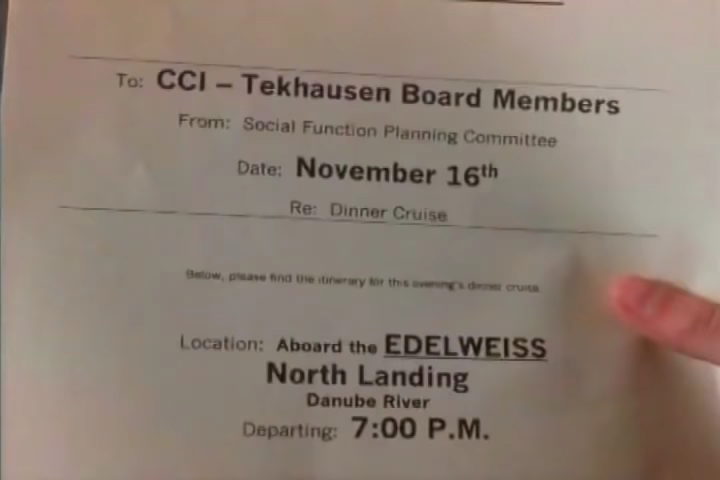 To: CCI – Tekhausen Board Members
From: Social Function Planning Committee
Date: November 16th
Re: Dinner Cruise
Below, please find the itinerary for this evening's dinner cruise.
Location: Aboard the EDELWEISS
North Landing
Danube River
Departing: 7:00 P.M.